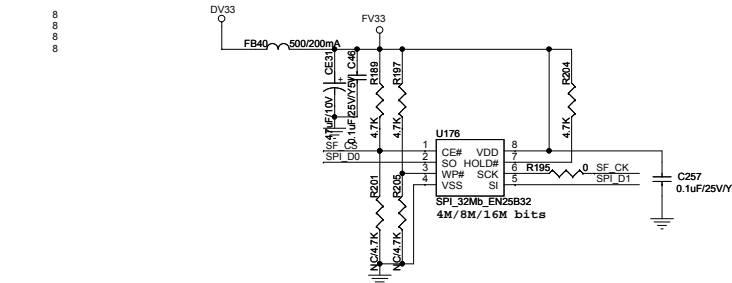 8
8
8
8
DV33
FV33
FB40
500/200mA
CE31
+
47uF/10V
C46
0.1uF/25V/Y5V
R189
4.7K
R197
4.7K
R204
4.7K
U176
SF_CS
1
CE#
VDD
8
SPI_D0
2
SO
HOLD#
7
3
WP#
SCK
6
R195
0
SF_CK
4
VSS
SI
5
SPI_D1
SPI_32Mb_EN25B32
4M/8M/16M bits
C257
0.1uF/25V/Y
R201
NC/4.7K
R205
NC/4.7K